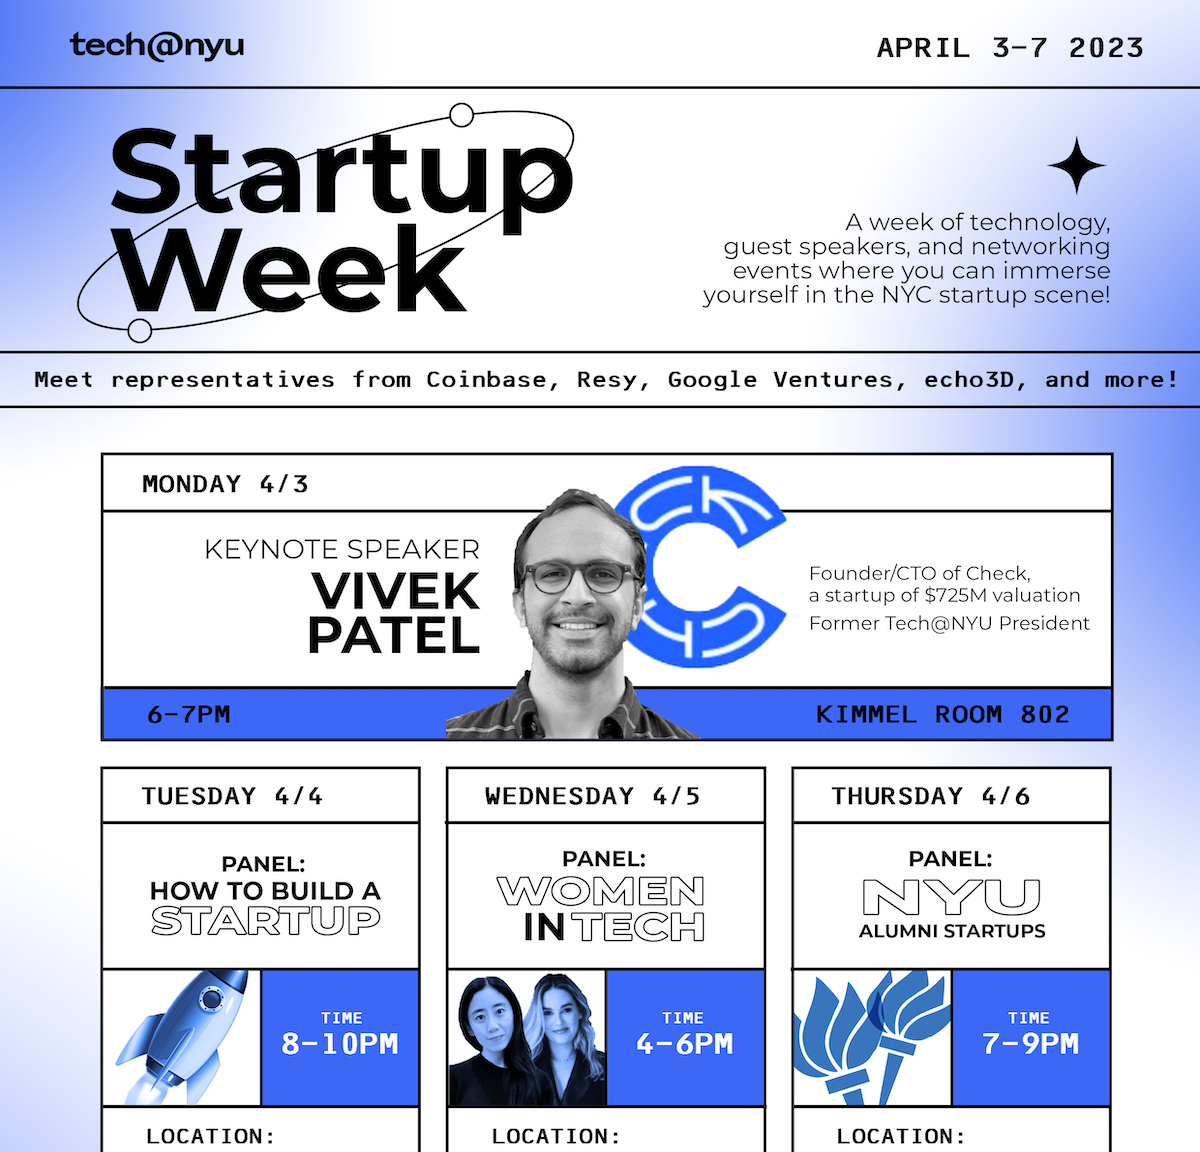 tech@nyu
APRIL 3-7 2023
Startup
Week
A week of technology,
guest speakers, and networking
events where you can immerse
yourself in the NYC startup scene!
Meet representatives from Coinbase, Resy, Google Ventures, echo3D, and more!
MONDAY 4/3
KEYNOTE SPEAKER
VIVEK
PATEL
CK
CK
Founder/CTO of Check,
a startup of $725M valuation
Former Tech@NYU President
6-7PM
KIMMEL ROOM 802
TUESDAY 4/4
PANEL:
HOW TO BUILD A
STARTUP
TIME
8-10PM
LOCATION:
WEDNESDAY 4/5
PANEL:
WOMEN
IN TECH
TIME
4-6PM
LOCATION:
THURSDAY 4/6
PANEL:
NYU
ALUMNI STARTUPS
TIME
7-9PM
LOCATION: